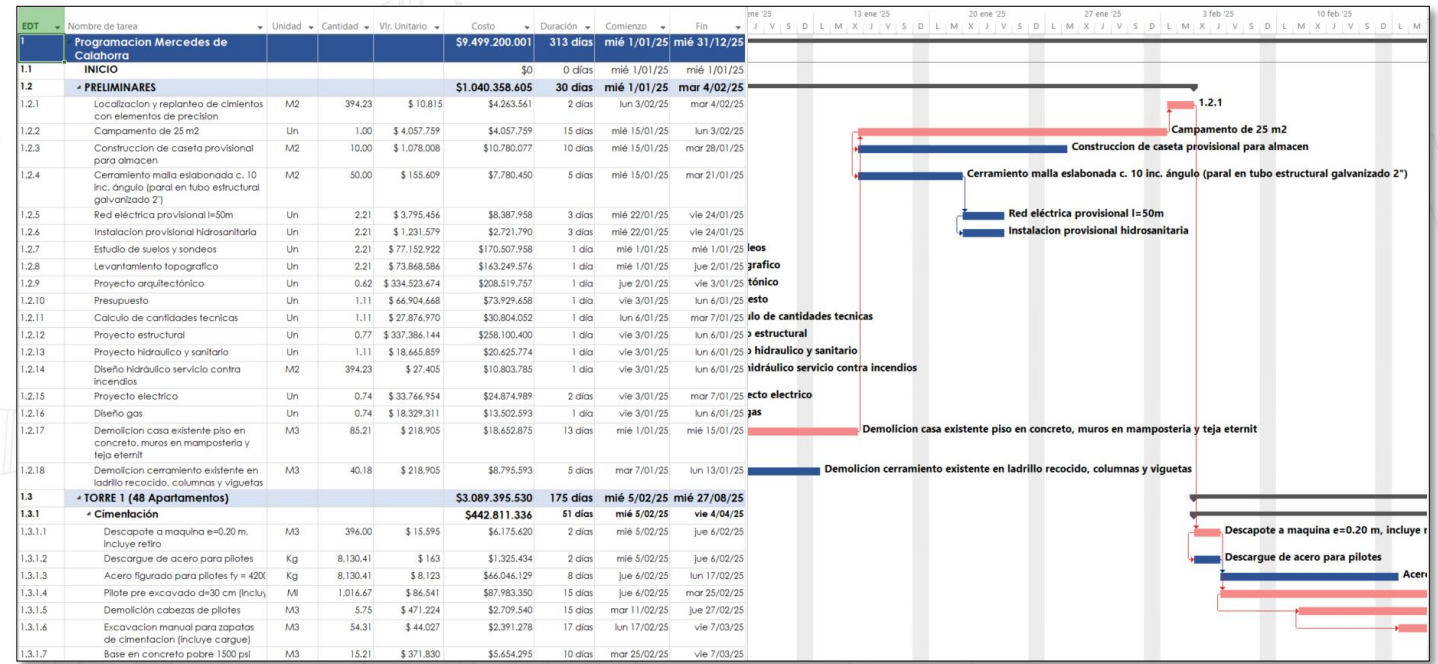 ene '25 13 ene '25 20 ene '25 27 ene '25 3 feb '25 10 feb '25
EDT Nombre de tarea Unidad Cantidad Vlr. Unitario Costo Duración Comienzo Fin J V S D L M X J V S D L M X J V S D L M X J V S D L M X J V S D L M X J V S D L M
1 Programacion Mercedes de $9.499.200.001 313 días mié 1/01/25 mié 31/12/25
Calahorra
1.1 INICIO $0 0 días mié 1/01/25 mié 1/01/25
1.2 PRELIMINARES $1.040.358.605 30 días mié 1/01/25 mar 4/02/25
1.2.1 Localizacion y replanteo de cimientos M2 394.23 $ 10,815 $4.263.561 2 días lun 3/02/25 mar 4/02/25 1.2.1
con elementos de precision
1.2.2 Campamento de 25 m2 Un 1.00 $ 4,057,759 $4.057.759 15 días mié 15/01/25 lun 3/02/25 Campamento de 25 m2
1.2.3 Construccion de caseta provisional M2 10.00 $ 1,078,008 $10.780.077 10 días mié 15/01/25 mar 28/01/25 Construccion de caseta provisional para almacen
para almacen
1.2.4 Cerramiento malla eslabonada c. 10 M2 50.00 $ 155,609 $7.780.450 5 días mié 15/01/25 mar 21/01/25 Cerramiento malla eslabonada c. 10 inc. ángulo (paral en tubo estructural galvanizado 2")
inc. ángulo (paral en tubo estructural
galvanizado 2")
1.2.5 Red eléctrica provisional l=50m Un 2.21 $ 3,795,456 $8.387.958 3 días mié 22/01/25 vie 24/01/25 Red eléctrica provisional l=50m
1.2.6 Instalacion provisional hidrosanitaria Un 2.21 $ 1,231,579 $2.721.790 3 días mié 22/01/25 vie 24/01/25 Instalacion provisional hidrosanitaria
1.2.7 Estudio de suelos y sondeos Un 2.21 $ 77,152,922 $170.507.958 1 día mié 1/01/25 mié 1/01/25 leos
1.2.8 Levantamiento topografico Un 2.21 $ 73,868,586 $163.249.576 1 día mié 1/01/25 jue 2/01/25 grafico
1.2.9 Proyecto arquitectónico Un 0.62 $ 334,523,674 $208.519.757 1 día jue 2/01/25 vie 3/01/25 tónico
1.2.10 Presupuesto Un 1.11 $ 66,904,668 $73.929.658 1 día vie 3/01/25 lun 6/01/25 esto
1.2.11 Calculo de cantidades tecnicas Un 1.11 $ 27,876,970 $30.804.052 1 día lun 6/01/25 mar 7/01/25 ulo de cantidades tecnicas
1.2.12 Proyecto estructural Un 0.77 $ 337,386,144 $258.100.400 1 día vie 3/01/25 lun 6/01/25 o estructural
1.2.13 Proyecto hidraulico y sanitario Un 1.11 $ 18,665,859 $20.625.774 1 día vie 3/01/25 lun 6/01/25 o hidraulico y sanitario
1.2.14 Diseño hidráulico servicio contra M2 394.23 $ 27,405 $10.803.785 1 día vie 3/01/25 lun 6/01/25 hidráulico servicio contra incendios
incendios
1.2.15 Proyecto electrico Un 0.74 $ 33,766,954 $24.874.989 2 días vie 3/01/25 mar 7/01/25 ecto electrico
1.2.16 Diseño gas Un 0.74 $ 18,329,311 $13.502.593 1 día vie 3/01/25 lun 6/01/25 gas
1.2.17 Demolicion casa existente piso en M3 85.21 $ 218,905 $18.652.875 13 días mié 1/01/25 mié 15/01/25 Demolicion casa existente piso en concreto, muros en mamposteria y teja eternit
concreto, muros en mamposteria y
teja eternit
1.2.18 Demolicion cerramiento existente en M3 40.18 $ 218,905 $8.795.593 5 días mar 7/01/25 lun 13/01/25 Demolicion cerramiento existente en ladrillo recocido, columnas y viguetas
ladrillo recocido, columnas y viguetas
1.3 TORRE 1 (48 Apartamentos) $3.089.395.530 175 días mié 5/02/25 mié 27/08/25
1.3.1 Cimentación $442.811.336 51 días mié 5/02/25 vie 4/04/25
1.3.1.1 Descapote a maquina e=0.20 m, M3 396.00 $ 15,595 $6.175.620 2 días mié 5/02/25 jue 6/02/25 Descapote a maquina e=0.20 m, incluye r
incluye retiro
1.3.1.2 Descargue de acero para pilotes Kg 8,130.41 $ 163 $1.325.434 2 días mié 5/02/25 jue 6/02/25 Descargue de acero para pilotes
1.3.1.3 Acero figurado para pilotes fy = 4200 Kg 8,130.41 $ 8,123 $66.046.129 8 días jue 6/02/25 lun 17/02/25 Acero
1.3.1.4 Pilote pre excavado d=30 cm (incluy Ml 1,016.67 $ 86,541 $87.983.350 15 días jue 6/02/25 mar 25/02/25
1.3.1.5 Demolición cabezas de pilotes M3 5.75 $ 471,224 $2.709.540 15 días mar 11/02/25 jue 27/02/25
1.3.1.6 Excavacion manual para zapatas M3 54.31 $ 44,027 $2.391.278 17 días lun 17/02/25 vie 7/03/25
de cimentacion (incluye cargue)
1.3.1.7 Base en concreto pobre 1500 psi M3 15.21 $ 371,830 $5.654.295 10 días mar 25/02/25 vie 7/03/25